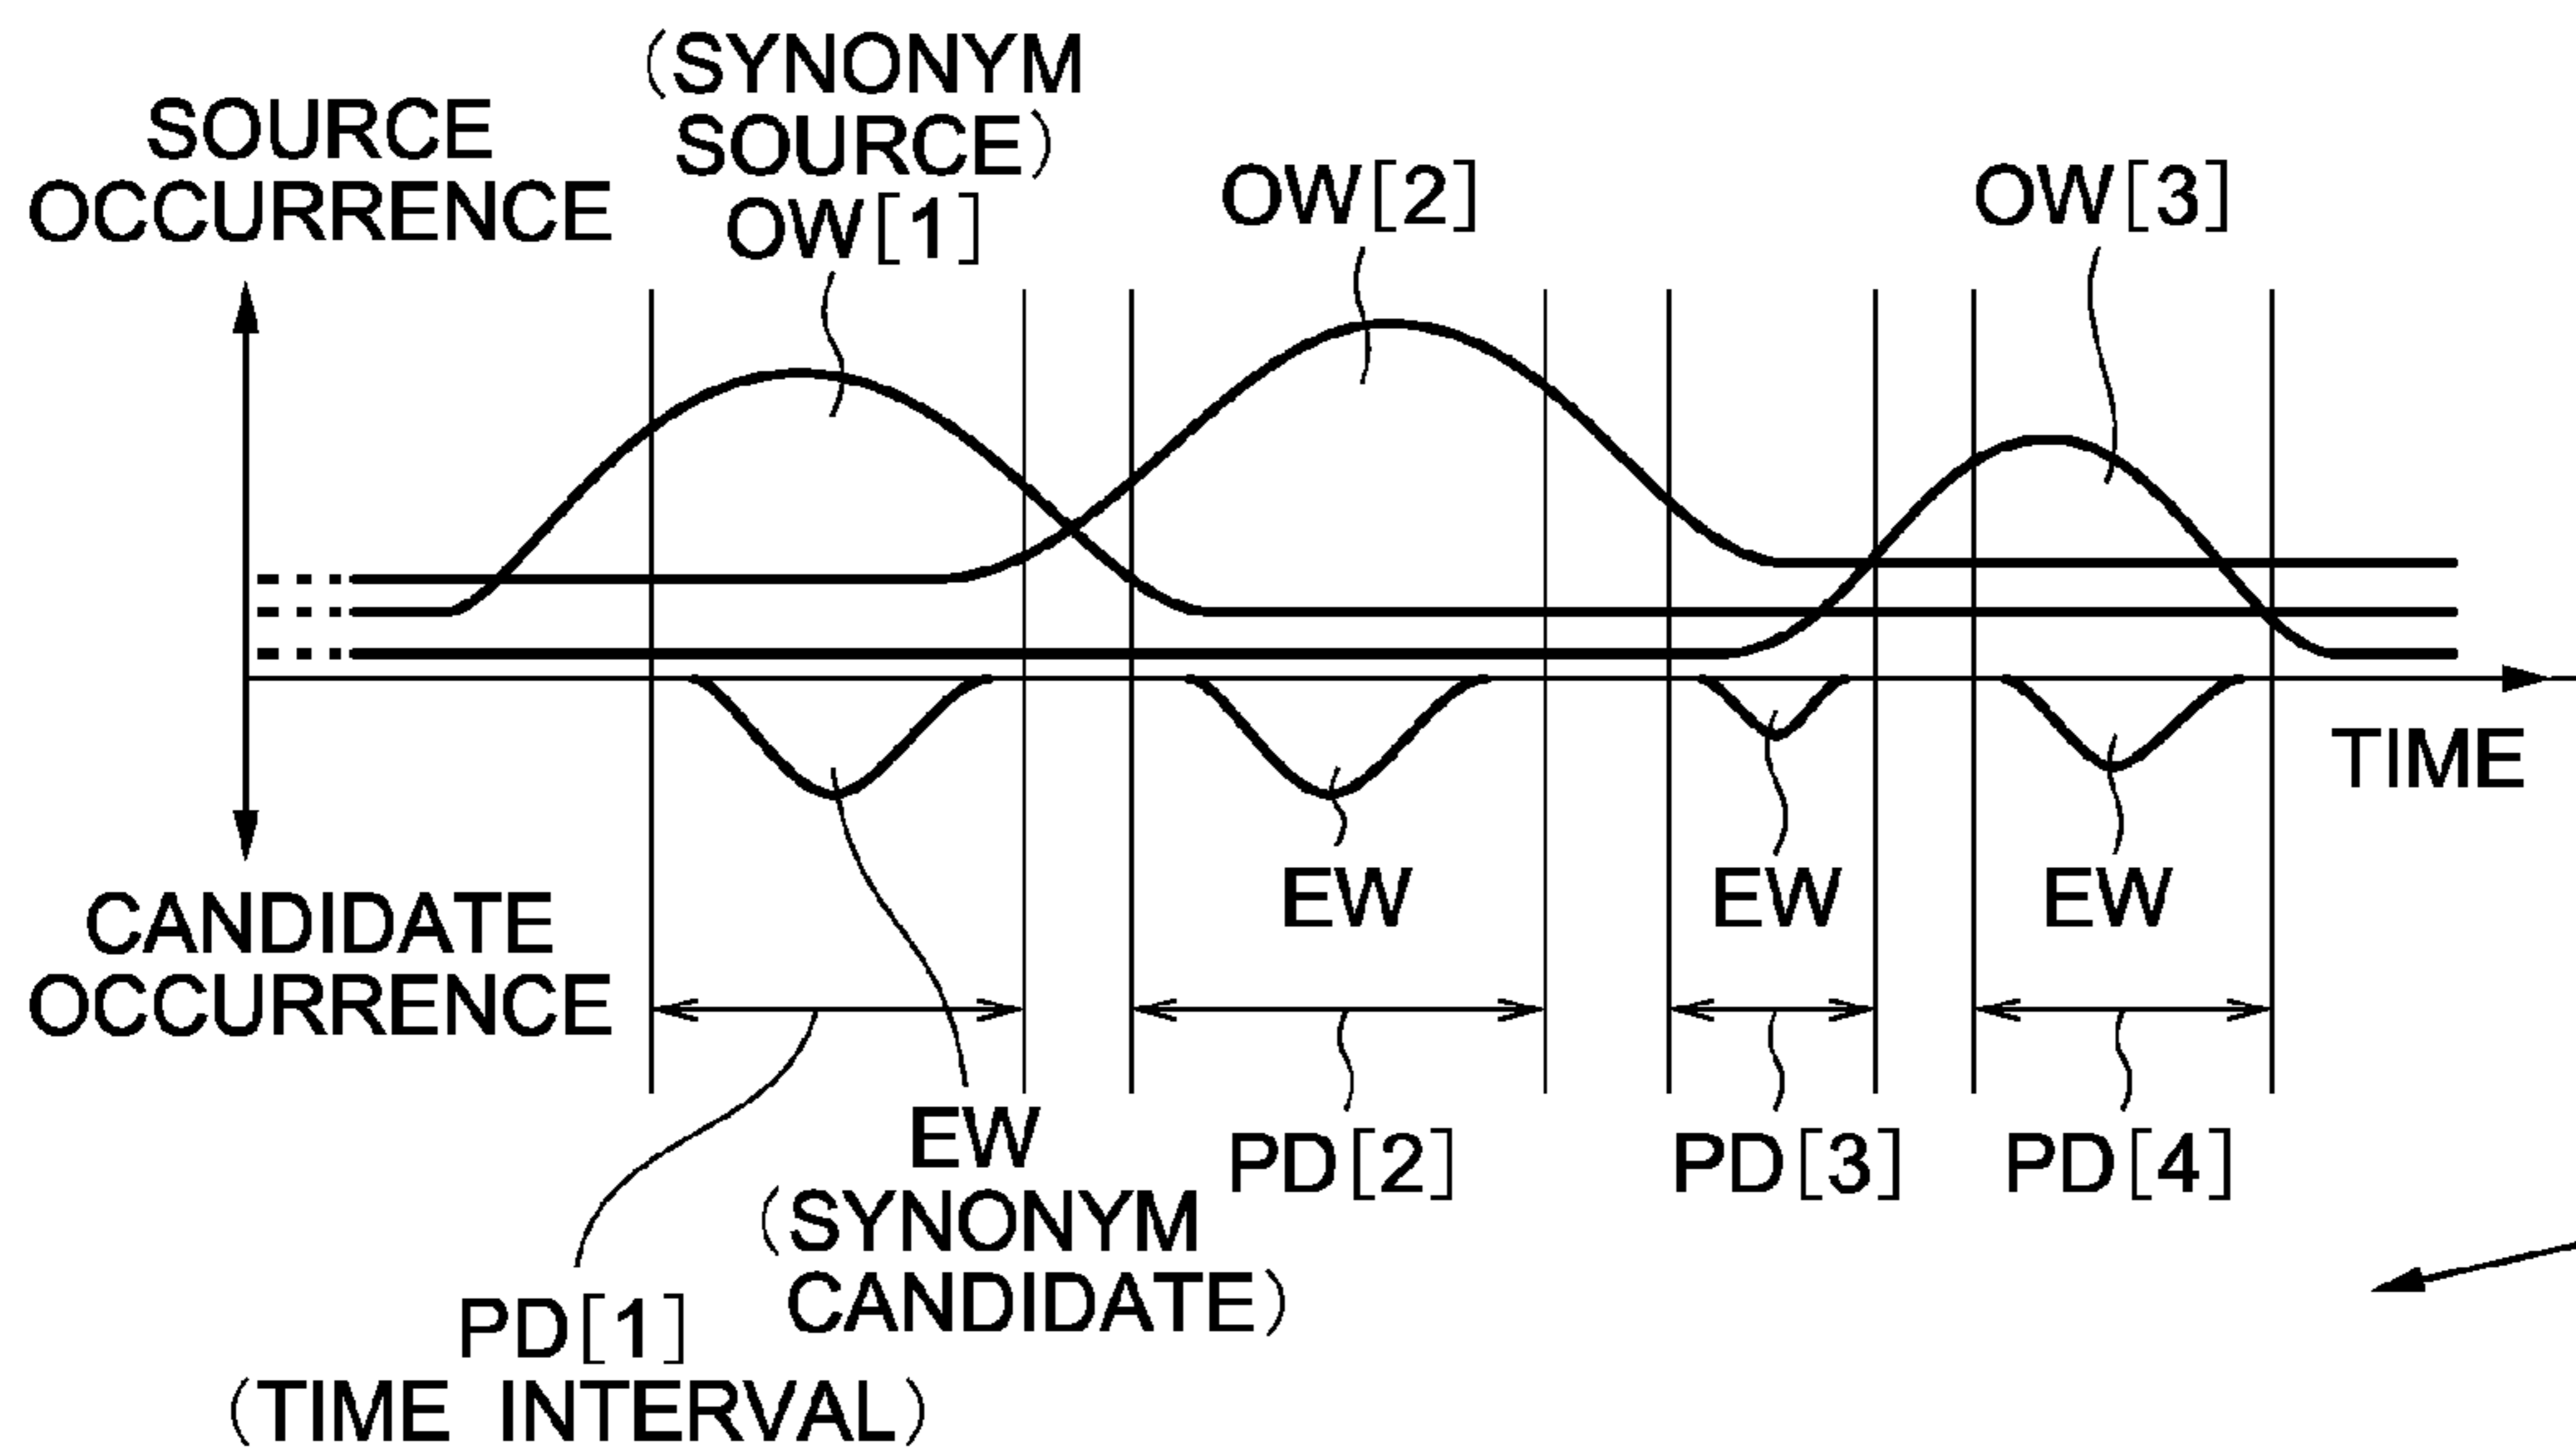 SOURCE
OCCURRENCE
(SYNONYM
SOURCE)
OW[1]
OW[2]
OW[3]
TIME
CANDIDATE
OCCURRENCE
EW
EW
EW
EW
(SYNONYM
CANDIDATE)
PD[1]
(TIME INTERVAL)
PD[2]
PD[3]
PD[4]